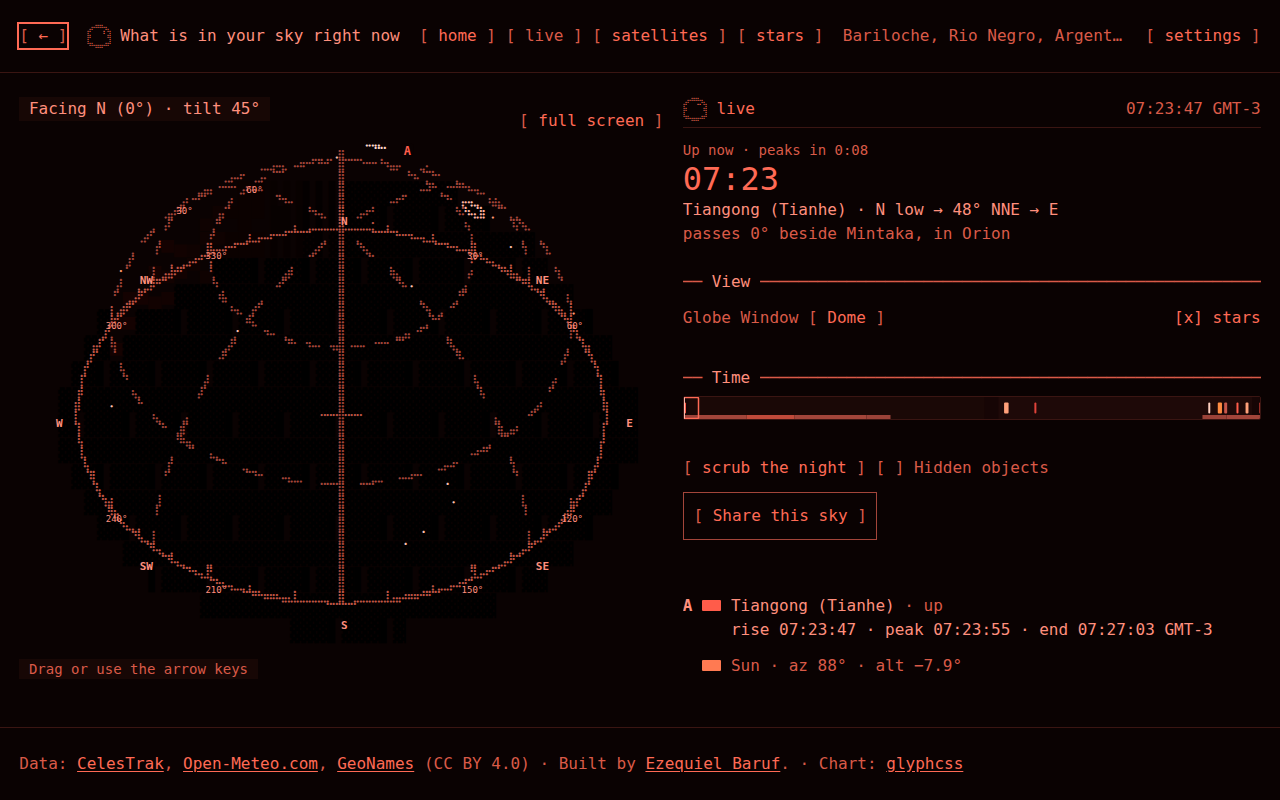 [ ← ] What is in your sky right now [ home ] [ live ] [ satellites ] [ stars ] Bariloche, Rio Negro, Argent… [ settings ]
Facing N (0°) · tilt 45°
[ full screen ]
A
60°
30°
N
330°
30°
NW
NE
300°
60°
W
E
240°
120°
SW
SE
210°
150°
S
Drag or use the arrow keys
live 07:23:47 GMT-3
Up now · peaks in 0:08
07:23
Tiangong (Tianhe) · N low → 48° NNE → E
passes 0° beside Mintaka, in Orion
View
Globe Window [ Dome ] [x] stars
Time
[ scrub the night ] [ ] Hidden objects
[ Share this sky ]
A Tiangong (Tianhe) · up
rise 07:23:47 · peak 07:23:55 · end 07:27:03 GMT-3
Sun · az 88° · alt −7.9°
Data: CelesTrak, Open-Meteo.com, GeoNames (CC BY 4.0) · Built by Ezequiel Baruf. · Chart: glyphcss